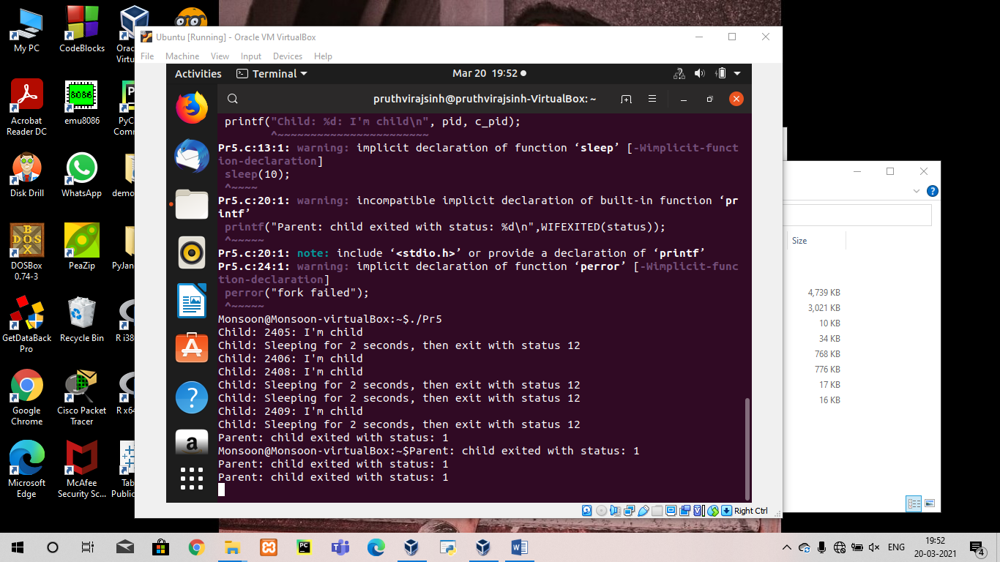 My PC
CodeBlocks
Orac
Virtu
Acrobat
Reader DC
8086
emu8086
PyC
Comm
Disk Drill
WhatsApp
demo
DOSBox
0.74-3
PeaZip
PyJan
GetDataBack
Pro
Recycle Bin
R i38
Google
Chrome
Cisco Packet
Tracer
R x64
Microsoft
Edge
McAfee
Security Sc...
Tab
Public
Ubuntu [Running] - Oracle VM VirtualBox
File Machine View Input Devices Help
Activities Terminal Mar 20 19:52
pruthvirajsinh@pruthvirajsinh-VirtualBox: ~
printf("Child: %d: I'm child\n", pid, c_pid);
^~~~~~~~~~~~~~~~~~~~~~~~
Pr5.c:13:1: warning: implicit declaration of function ‘sleep’ [-Wimplicit-funct
ion-declaration]
sleep(10);
^~~~~
Pr5.c:20:1: warning: incompatible implicit declaration of built-in function ‘pr
intf’
printf("Parent: child exited with status: %d\n",WIFEXITED(status));
^~~~~~
Pr5.c:20:1: note: include ‘<stdio.h>’ or provide a declaration of ‘printf’
Pr5.c:24:1: warning: implicit declaration of function ‘perror’ [-Wimplicit-func
tion-declaration]
perror("fork failed");
^~~~~~
Monsoon@Monsoon-virtualBox:~$./Pr5
Child: 2405: I'm child
Child: Sleeping for 2 seconds, then exit with status 12
Child: 2406: I'm child
Child: 2408: I'm child
Child: Sleeping for 2 seconds, then exit with status 12
Child: Sleeping for 2 seconds, then exit with status 12
Child: 2409: I'm child
Child: Sleeping for 2 seconds, then exit with status 12
Parent: child exited with status: 1
Monsoon@Monsoon-virtualBox:~$Parent: child exited with status: 1
Parent: child exited with status: 1
Parent: child exited with status: 1
Right Ctrl
Size
4,739 KB
3,021 KB
10 KB
34 KB
768 KB
776 KB
17 KB
16 KB
ENG
19:52
20-03-2021
4